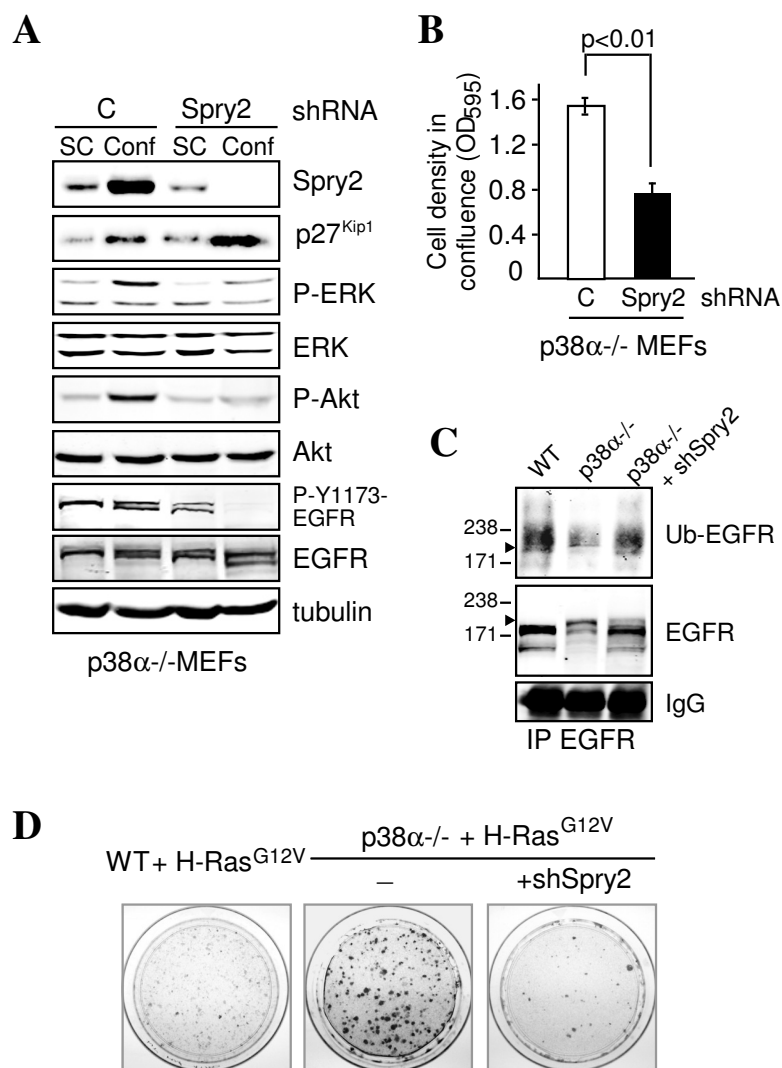 A
C Spry2 shRNA
SC Conf SC Conf
Spry2
p27Kip1
P-ERK
ERK
P-Akt
Akt
P-Y1173-
EGFR
EGFR
tubulin
p38α-/-MEFs
B
p<0.01
Cell density in
confluence (OD595)
1.6
1.2
0.8
0.4
0
C Spry2 shRNA
p38α-/- MEFs
C
WT p38α-/- p38α-/-
+ shSpry2
238
171
Ub-EGFR
238
171
EGFR
IgG
IP EGFR
D
WT + H-RasG12V
p38α-/- + H-RasG12V
– +shSpry2